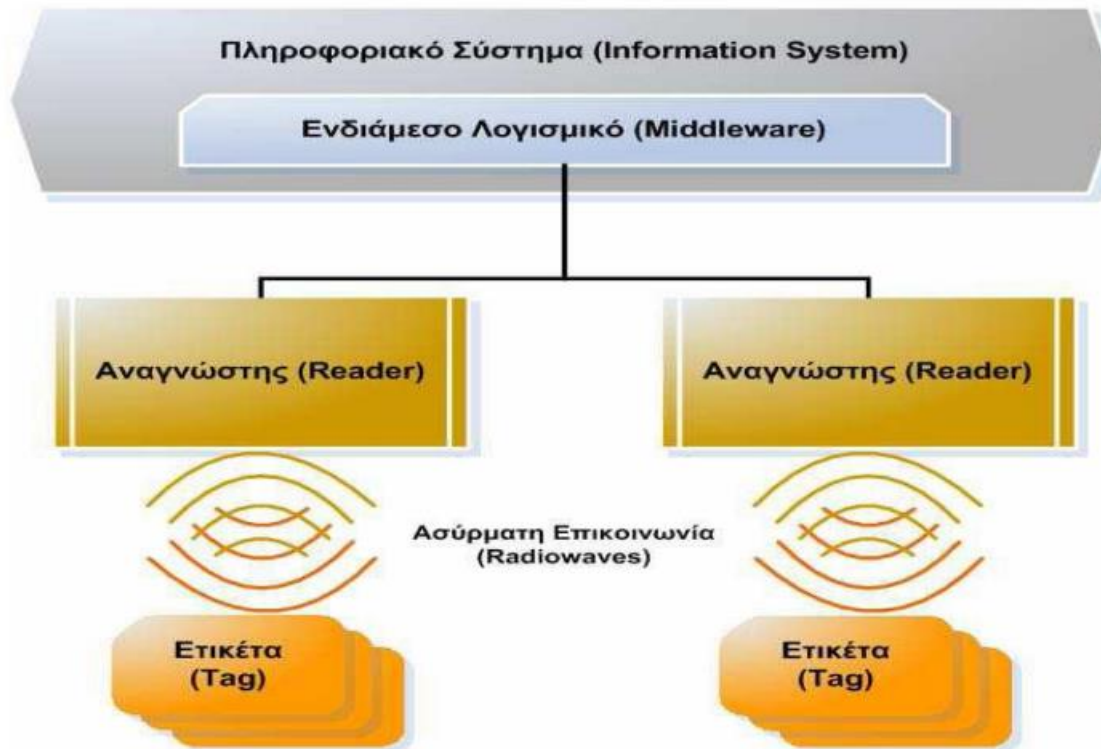 Πληροφοριακό Σύστημα (Information System)
Ενδιάμεσο Λογισμικό (Middleware)
Αναγνώστης (Reader)
Αναγνώστης (Reader)
Ασύρματη Επικοινωνία
(Radiowaves)
Ετικέτα
(Tag)
Ετικέτα
(Tag)